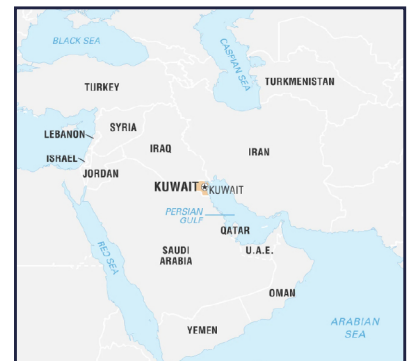 BLACK SEA
CASPIAN SEA
TURKEY
TURKMENISTAN
LEBANON
SYRIA
ISRAEL
IRAQ
IRAN
JORDAN
KUWAIT
KUWAIT
PERSIAN
GULF
QATAR
RED SEA
SAUDI
ARABIA
U.A.E.
OMAN
YEMEN
ARABIAN
SEA